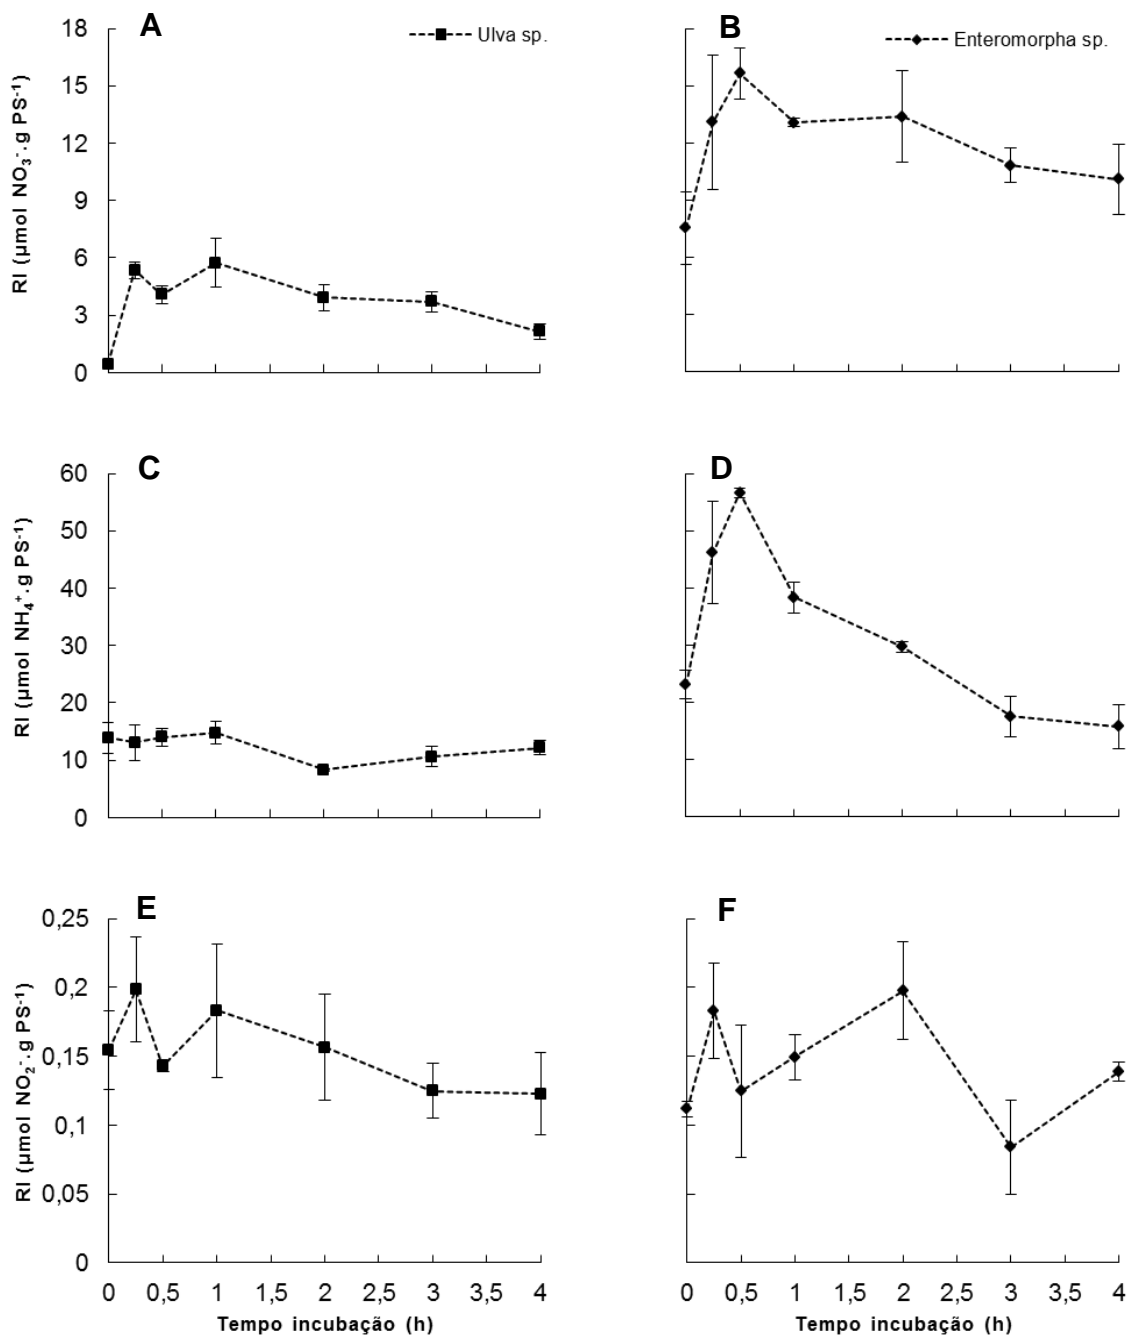 A
Ulva sp.
B
Enteromorpha sp.
RI (µmol NO₃⁻.g PS⁻¹)
18
15
12
9
6
3
0
C
D
RI (µmol NH₄⁺.g PS⁻¹)
60
50
40
30
20
10
0
E
F
RI (µmol NO₂⁻.g PS⁻¹)
0,25
0,2
0,15
0,1
0,05
0
0 0,5 1 1,5 2 2,5 3 3,5 4
0 0,5 1 1,5 2 2,5 3 3,5 4
Tempo incubação (h)
Tempo incubação (h)